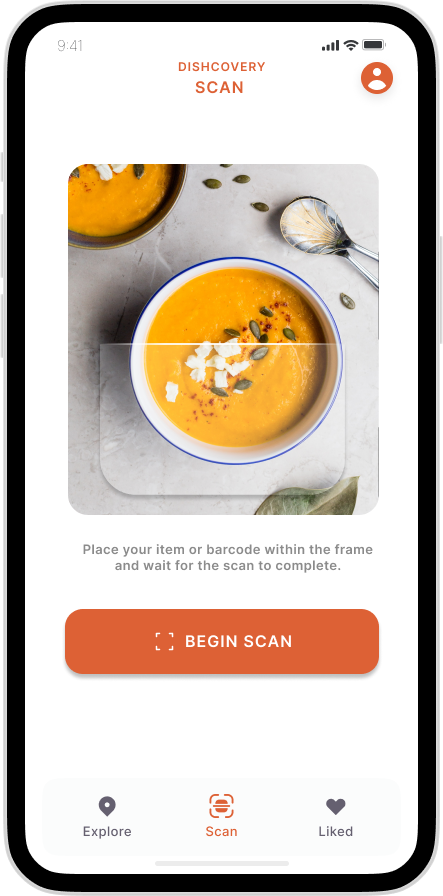 9:41
DISHCOVERY
SCAN
Place your item or barcode within the frame
and wait for the scan to complete.
BEGIN SCAN
Explore
Scan
Liked